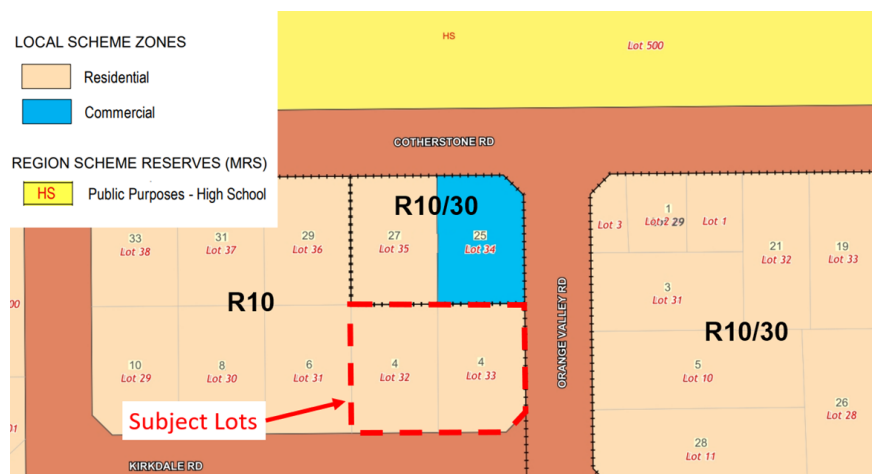 LOCAL SCHEME ZONES
Residential
Commercial
REGION SCHEME RESERVES (MRS)
HS Public Purposes - High School
HS
Lot 500
COTHERSTONE RD
R10/30
33
Lot 38
31
Lot 37
29
Lot 36
27
Lot 35
25
Lot 34
Lot 3
1
Lot 2
29
Lot 1
21
Lot 32
19
Lot 33
3
Lot 31
R10
R10/30
ORANGE VALLEY RD
10
Lot 29
8
Lot 30
6
Lot 31
4
Lot 32
4
Lot 33
5
Lot 10
26
Lot 28
28
Lot 11
Subject Lots
KIRKDALE RD